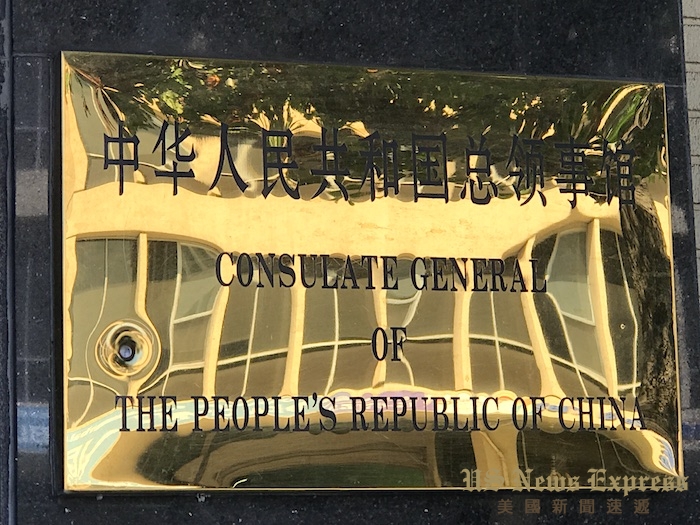 中华人民共和国总领事馆
CONSULATE GENERAL
OF
THE PEOPLE'S REPUBLIC OF CHINA
US News Express
美國新聞速遞